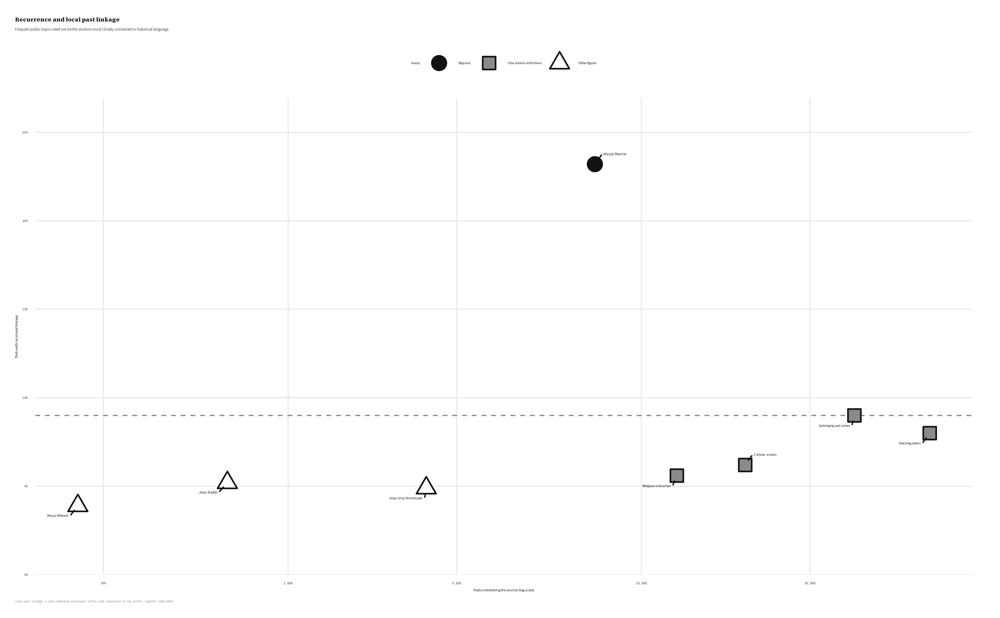 Recurrence and local past linkage
Frequent public topics need not be the anchors most closely connected to historical language
family Stepinac Educational institutions Other figures
25%
Alojzije Stepinac
20%
15%
Posts with local past linkage
10%
Upbringing and values
Teaching orders
Catholic schools
Religious instruction
5%
Josip Stadler
Josip Juraj Strossmayer
Marija Petković
0%
300 1,000 3,000 10,000 30,000
Posts mentioning the anchor (log scale)
Local past linkage: a past-reference expression within ±160 characters of the anchor. DigiKat, 2021–2025.